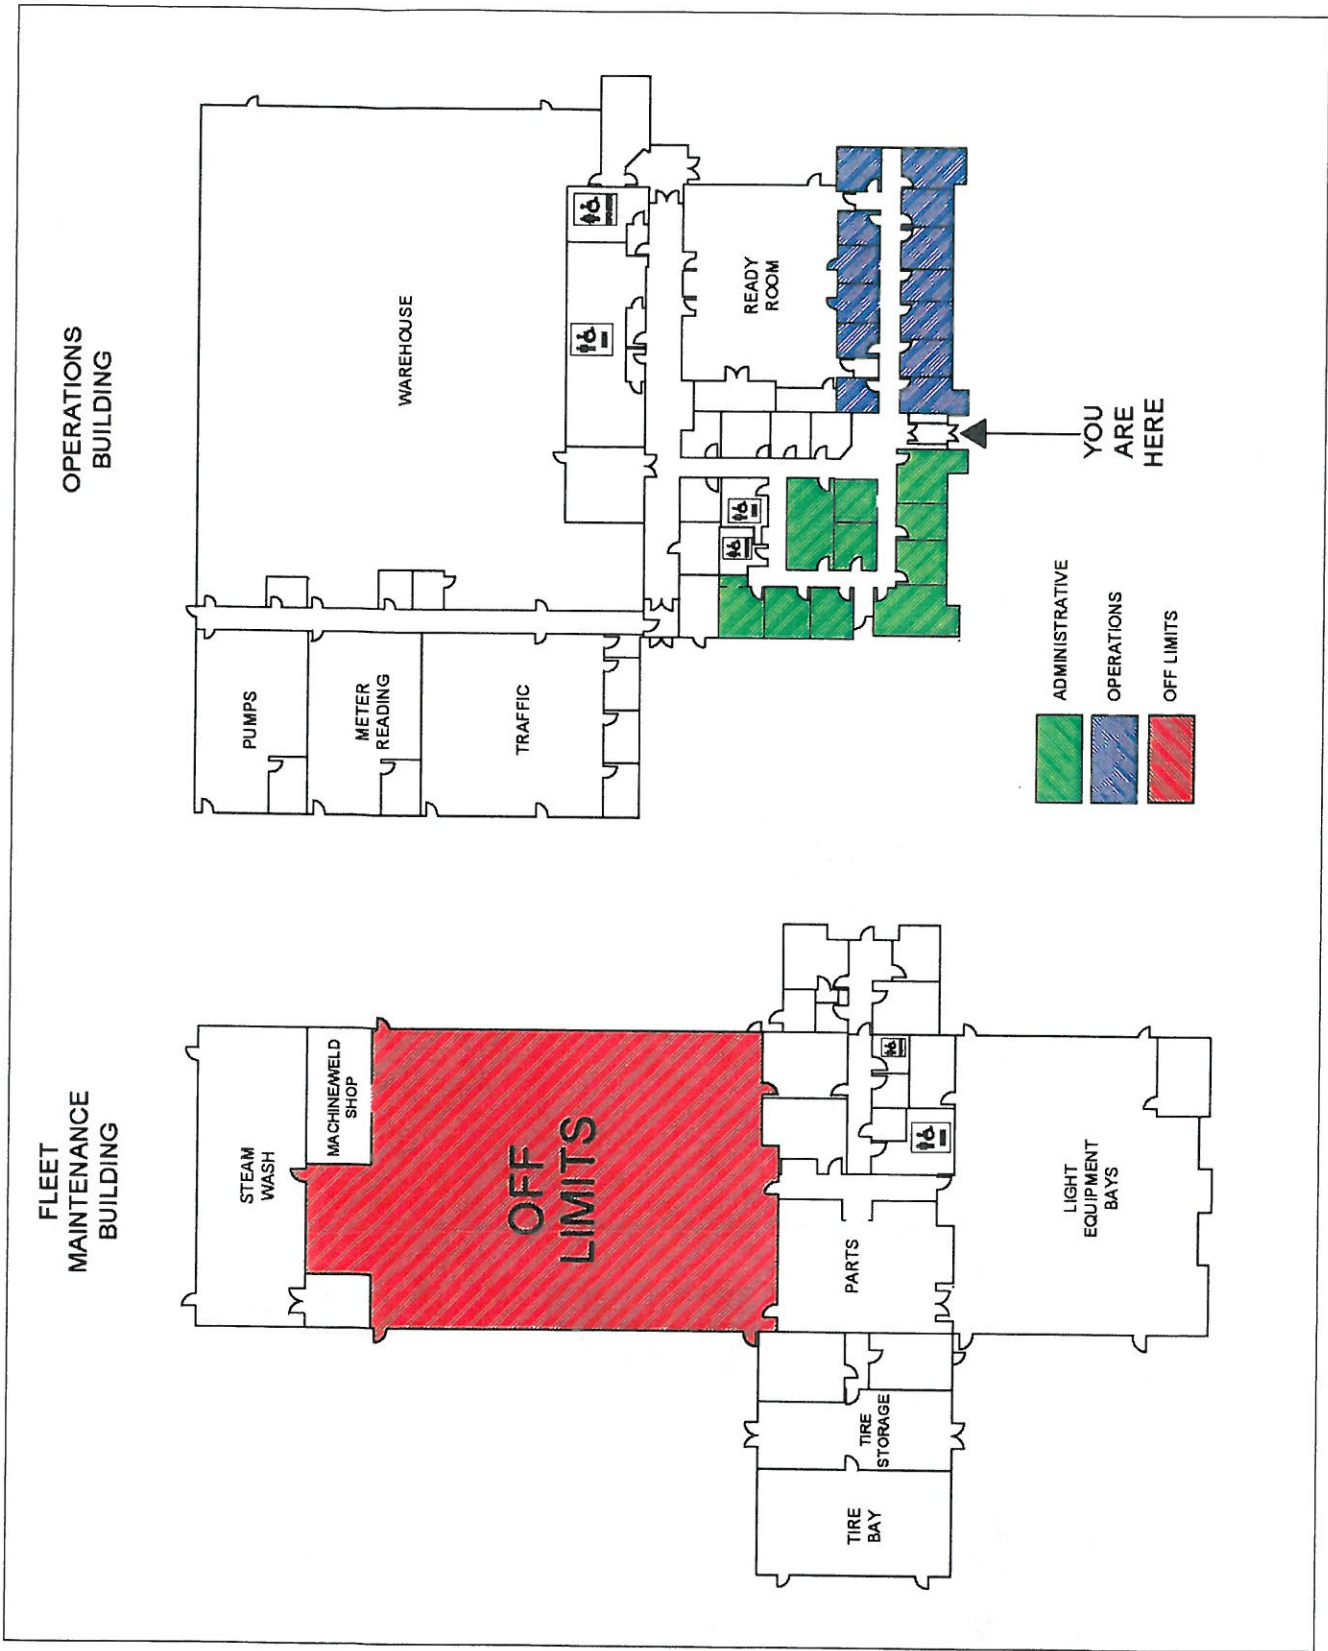 FLEET
MAINTENANCE
BUILDING
STEAM
WASH
MACHINE/WELD
SHOP
OFF
LIMITS
PARTS
TIRE
STORAGE
TIRE
BAY
LIGHT
EQUIPMENT
BAYS
OPERATIONS
BUILDING
WAREHOUSE
PUMPS
METER
READING
TRAFFIC
READY
ROOM
YOU
ARE
HERE
ADMINISTRATIVE
OPERATIONS
OFF LIMITS